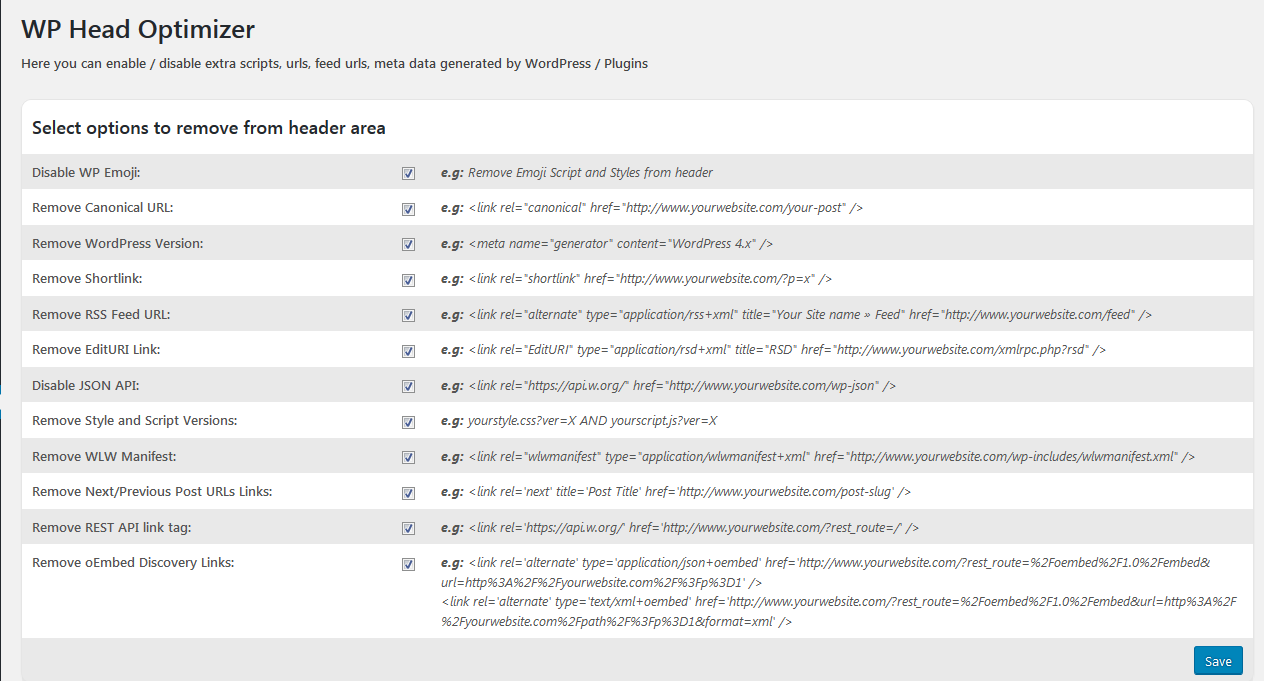 WP Head Optimizer
Here you can enable / disable extra scripts, urls, feed urls, meta data generated by WordPress / Plugins
Select options to remove from header area
Disable WP Emoji: e.g: Remove Emoji Script and Styles from header
Remove Canonical URL: e.g: <link rel="canonical" href="http://www.yourwebsite.com/your-post" />
Remove WordPress Version: e.g: <meta name="generator" content="WordPress 4.x" />
Remove Shortlink: e.g: <link rel="shortlink" href="http://www.yourwebsite.com/?p=x" />
Remove RSS Feed URL: e.g: <link rel="alternate" type="application/rss+xml" title="Your Site name » Feed" href="http://www.yourwebsite.com/feed" />
Remove EditURI Link: e.g: <link rel="EditURI" type="application/rsd+xml" title="RSD" href="http://www.yourwebsite.com/xmlrpc.php?rsd" />
Disable JSON API: e.g: <link rel="https://api.w.org/" href="http://www.yourwebsite.com/wp-json" />
Remove Style and Script Versions: e.g: yourstyle.css?ver=X AND yourscript.js?ver=X
Remove WLW Manifest: e.g: <link rel="wlwmanifest" type="application/wlwmanifest+xml" href="http://www.yourwebsite.com/wp-includes/wlwmanifest.xml" />
Remove Next/Previous Post URLs Links: e.g: <link rel='next' title='Post Title' href='http://www.yourwebsite.com/post-slug' />
Remove REST API link tag: e.g: <link rel='https://api.w.org/' href='http://www.yourwebsite.com/?rest_route=/' />
Remove oEmbed Discovery Links: e.g: <link rel='alternate' type='application/json+oembed' href='http://www.yourwebsite.com/?rest_route=%2Foembed%2F1.0%2Fembed&
url=http%3A%2F%2Fyourwebsite.com%2F%3Fp%3D1' />
<link rel='alternate' type='text/xml+oembed' href='http://www.yourwebsite.com/?rest_route=%2Foembed%2F1.0%2Fembed&url=http%3A%2F
%2Fyourwebsite.com%2Fpath%2F%3Fp%3D1&format=xml' />
Save